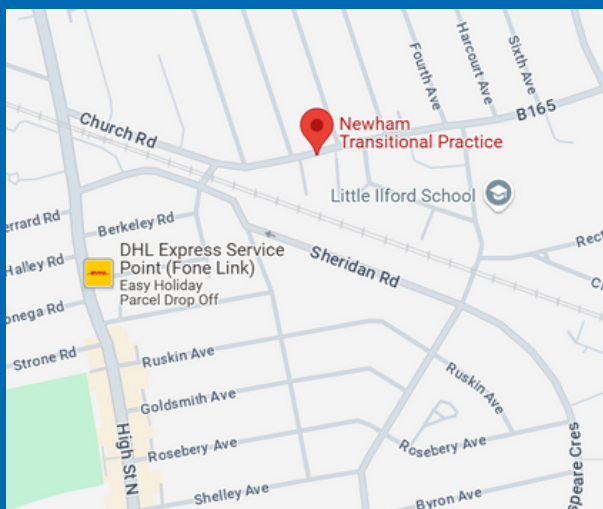 Fourth Ave
Harcourt Ave
Sixth Ave
B165
Church Rd
Newham
Transitional Practice
Little Ilford School
errard Rd
Berkeley Rd
Halley Rd
DHL Express Service
Point (Fone Link)
Easy Holiday
Parcel Drop Off
Sheridan Rd
Rect
onega Rd
Strone Rd
Ruskin Ave
Ruskin Ave
Goldsmith Ave
High St N
Rosebery Ave
Rosebery Ave
Shelley Ave
Byron Ave
speare Cres